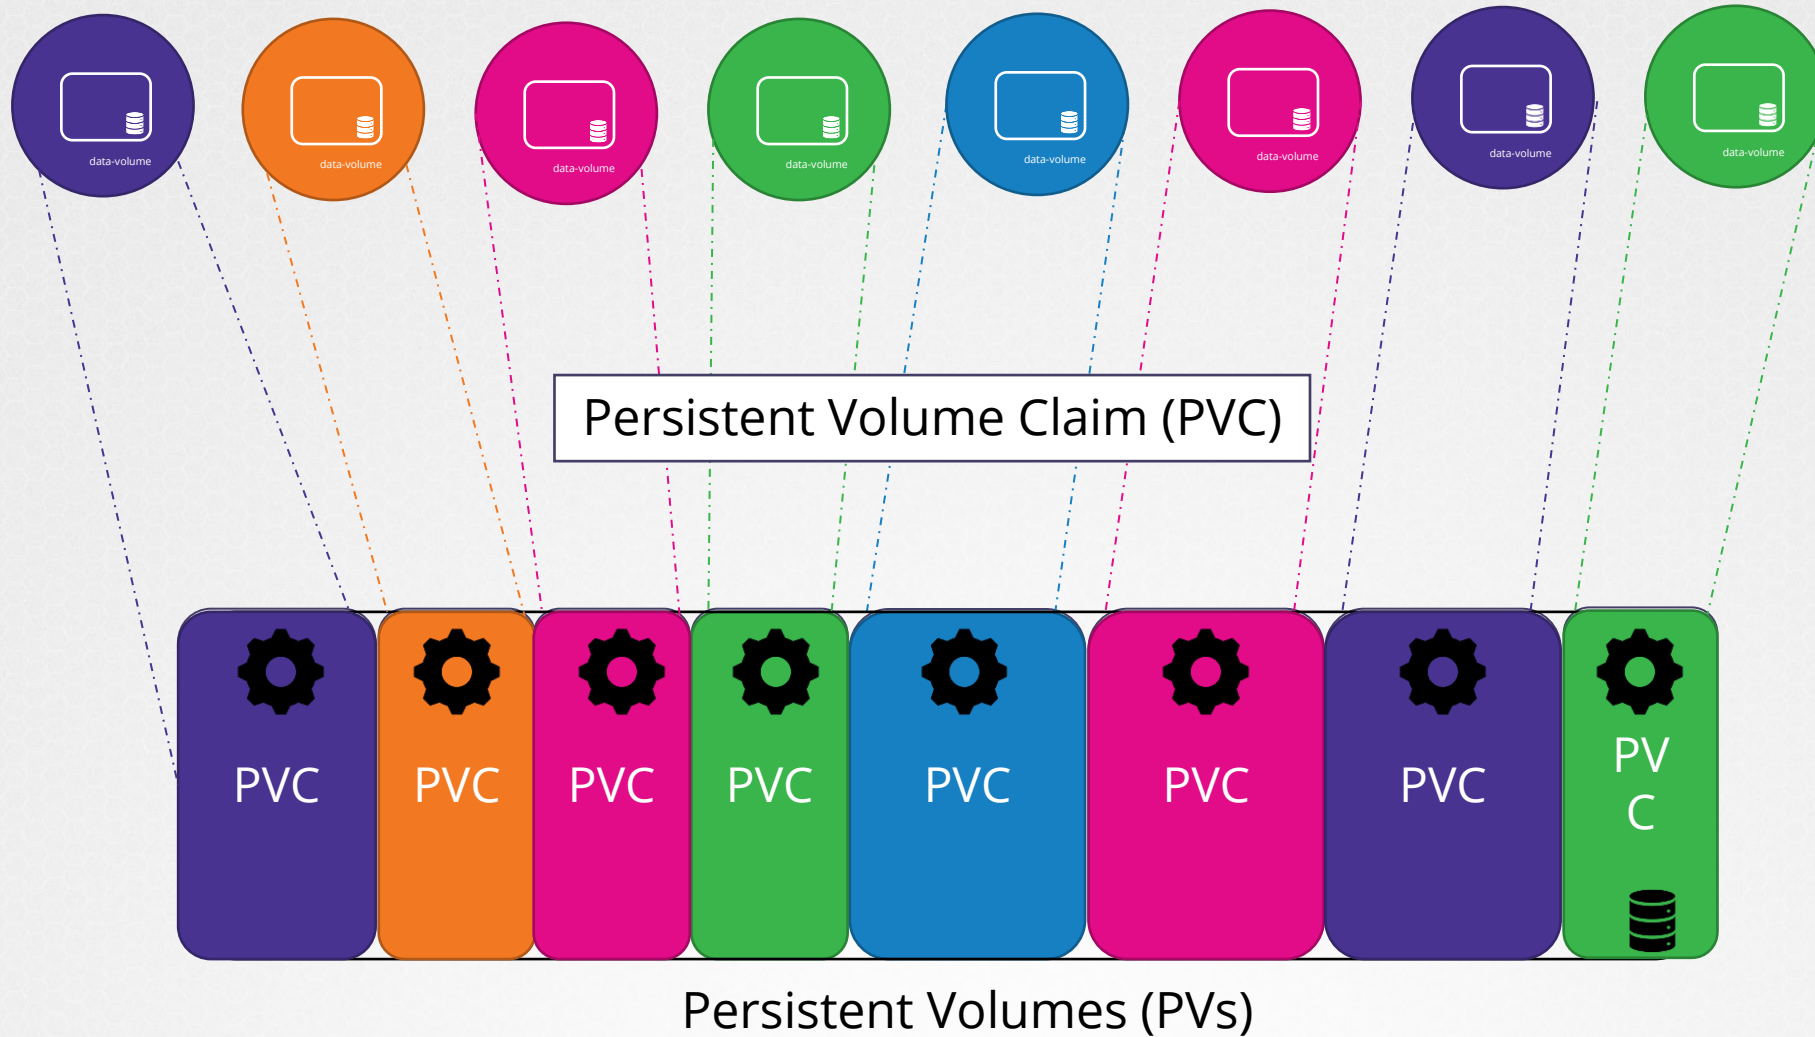 data-volume
data-volume
data-volume
data-volume
data-volume
data-volume
data-volume
data-volume
Persistent Volume Claim (PVC)
PVC
PVC
PVC
PVC
PVC
PVC
PVC
PV
C
Persistent Volumes (PVs)